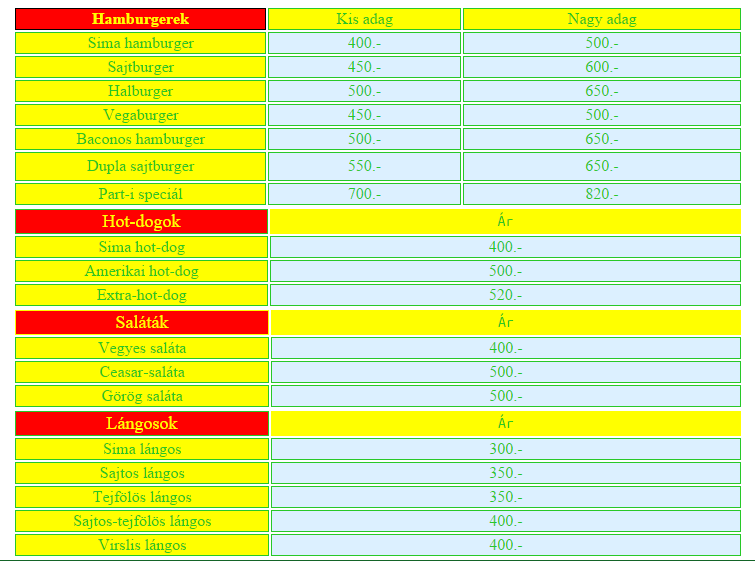 Hamburgerek Kis adag Nagy adag
Sima hamburger 400.- 500.-
Sajtburger 450.- 600.-
Halburger 500.- 650.-
Vegaburger 450.- 500.-
Baconos hamburger 500.- 650.-
Dupla sajtburger 550.- 650.-
Part-i speciál 700.- 820.-
Hot-dogok Ár
Sima hot-dog 400.-
Amerikai hot-dog 500.-
Extra-hot-dog 520.-
Saláták Ár
Vegyes saláta 400.-
Ceasar-saláta 500.-
Görög saláta 500.-
Lángosok Ár
Sima lángos 300.-
Sajtos lángos 350.-
Tejfölös lángos 350.-
Sajtos-tejfölös lángos 400.-
Virslis lángos 400.-